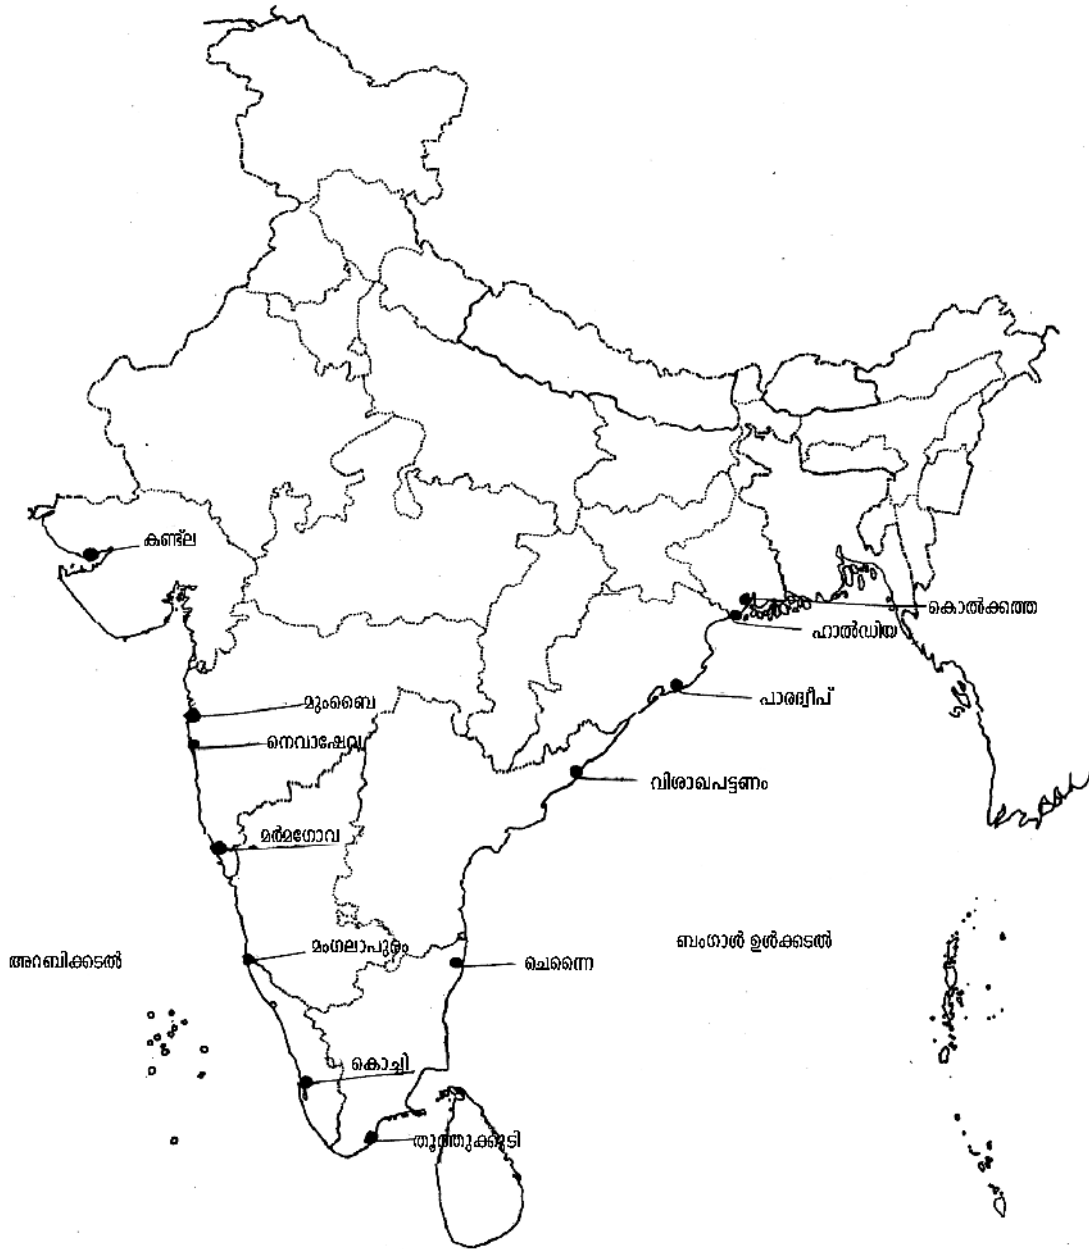 കണ്ട്‌ല
കൊൽക്കത്ത
ഹാൽഡിയ
പാരദ്വീപ്
മുംബൈ
നെവാഷേവ
വിശാഖപട്ടണം
മർമഗോവ
ബംഗാൾ ഉൾക്കടൽ
മംഗലാപുരം
അറബിക്കടൽ
ചെന്നൈ
കൊച്ചി
തൂത്തുക്കുടി